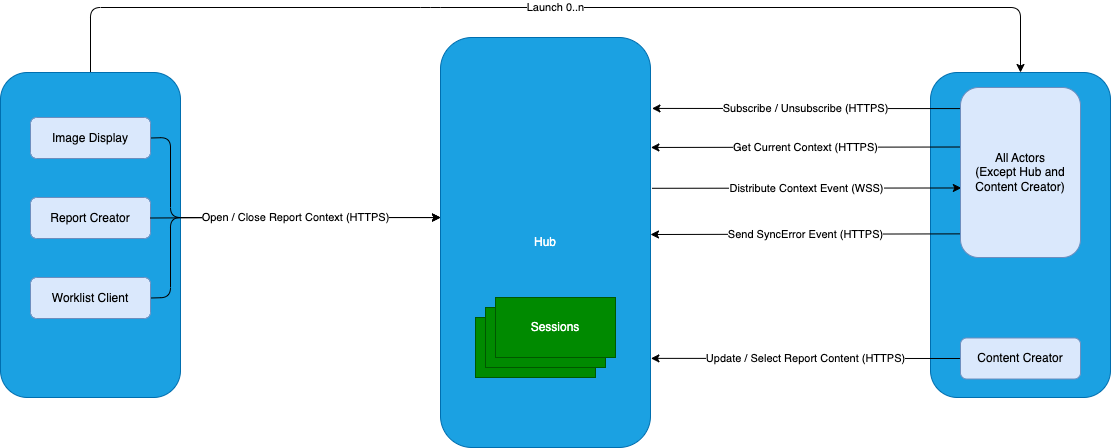 Launch 0..n
Image Display
Report Creator
Worklist Client
Open / Close Report Context (HTTPS)
Hub
Sessions
Subscribe / Unsubscribe (HTTPS)
Get Current Context (HTTPS)
Distribute Context Event (WSS)
Send SyncError Event (HTTPS)
Update / Select Report Content (HTTPS)
All Actors
(Except Hub and
Content Creator)
Content Creator